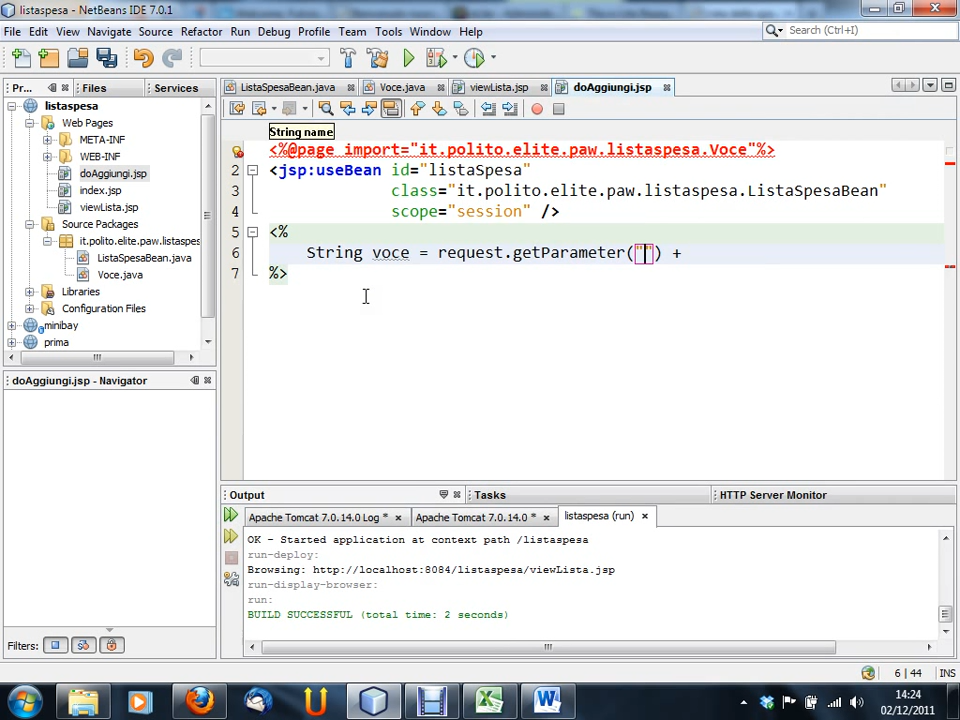 listaspesa - NetBeans IDE 7.0.1
File Edit View Navigate Source Refactor Run Debug Profile Team Tools Window Help
Search (Ctrl+I)
Pr... Files Services
ListaSpesaBean.java Voce.java viewLista.jsp doAggiungi.jsp
listaspesa
Web Pages
META-INF
WEB-INF
doAggiungi.jsp
index.jsp
viewLista.jsp
Source Packages
it.polito.elite.paw.listaspes
ListaSpesaBean.java
Voce.java
Libraries
Configuration Files
minibay
prima
String name
<%@page import="it.polito.elite.paw.listaspesa.Voce"%>
2 <jsp:useBean id="listaSpesa"
3 class="it.polito.elite.paw.listaspesa.ListaSpesaBean"
4 scope="session" />
5 <%
6 String voce = request.getParameter("") +
7 %>
doAggiungi.jsp - Navigator
Filters:
Output Tasks HTTP Server Monitor
Apache Tomcat 7.0.14.0 Log * Apache Tomcat 7.0.14.0 * listaspesa (run)
OK - Started application at context path /listaspesa
run-deploy:
Browsing: http://localhost:8084/listaspesa/viewLista.jsp
run-display-browser:
run:
BUILD SUCCESSFUL (total time: 2 seconds)
6 | 44 INS
14:24
02/12/2011